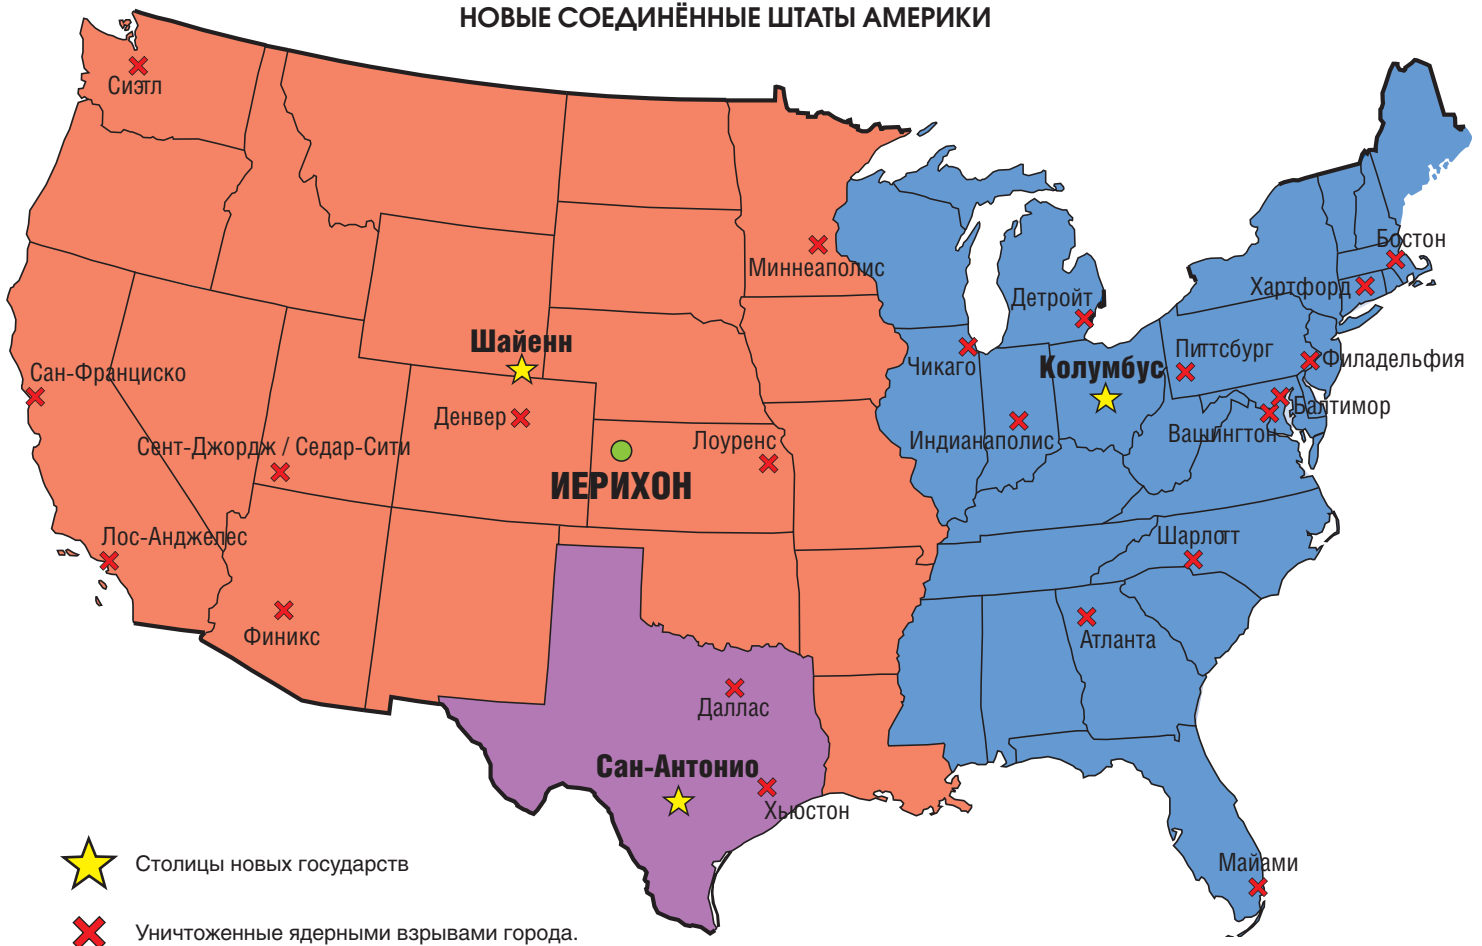 НОВЫЕ СОЕДИНЁННЫЕ ШТАТЫ АМЕРИКИ
Сиэтл
Бостон
Миннеаполис
Хартфорд
Детройт
Шайенн
Питтсбург
Чикаго
Колумбус
Филадельфия
Сан-Франциско
Балтимор
Денвер
Вашингтон
Лоуренс
Индианаполис
Сент-Джордж / Седар-Сити
ИЕРИХОН
Лос-Анджелес
Шарлотт
Финикс
Атланта
Даллас
Сан-Антонио
Хьюстон
Майами
Столицы новых государств
Уничтоженные ядерными взрывами города.